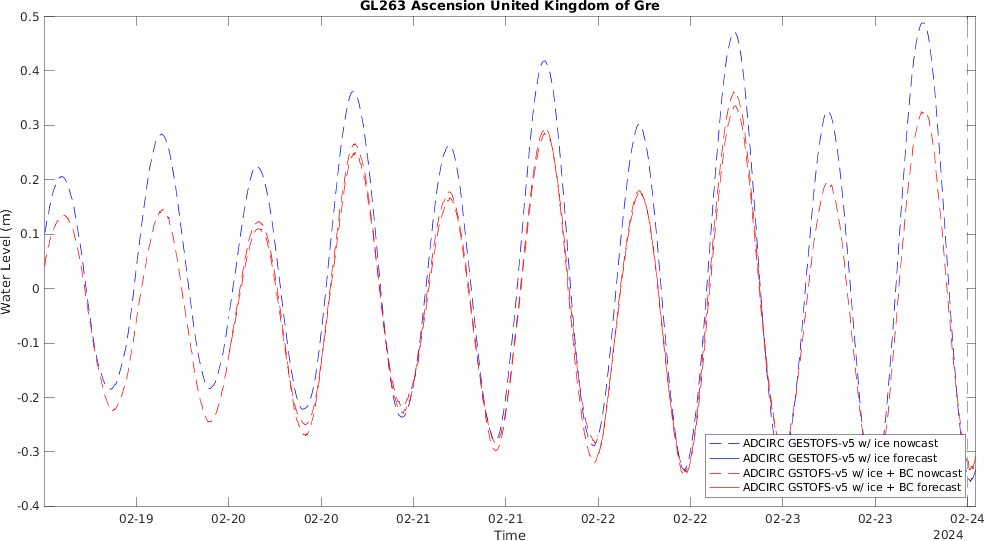 GL263 Ascension United Kingdom of Gre
0.5
0.4
0.3
0.2
0.1
0
-0.1
-0.2
-0.3
-0.4
Water Level (m)
ADCIRC GESTOFS-v5 w/ ice nowcast
ADCIRC GESTOFS-v5 w/ ice forecast
ADCIRC GSTOFS-v5 w/ ice + BC nowcast
ADCIRC GSTOFS-v5 w/ ice + BC forecast
02-19 02-20 02-20 02-21 02-21 02-22 02-22 02-23 02-23 02-24
Time
2024